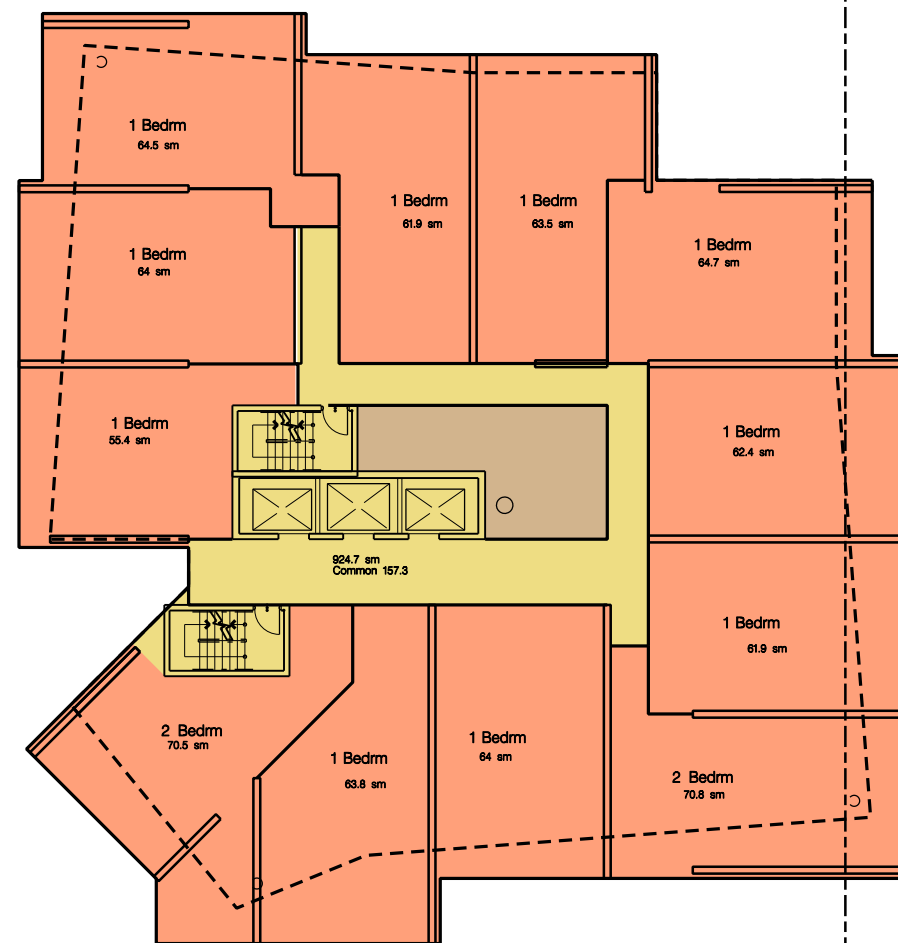 1 Bedrm
64.5 sm
1 Bedrm
61.9 sm
1 Bedrm
63.5 sm
1 Bedrm
64.7 sm
1 Bedrm
64 sm
1 Bedrm
55.4 sm
1 Bedrm
62.4 sm
924.7 sm
Common 157.3
1 Bedrm
61.9 sm
2 Bedrm
70.5 sm
1 Bedrm
63.8 sm
1 Bedrm
64 sm
2 Bedrm
70.8 sm